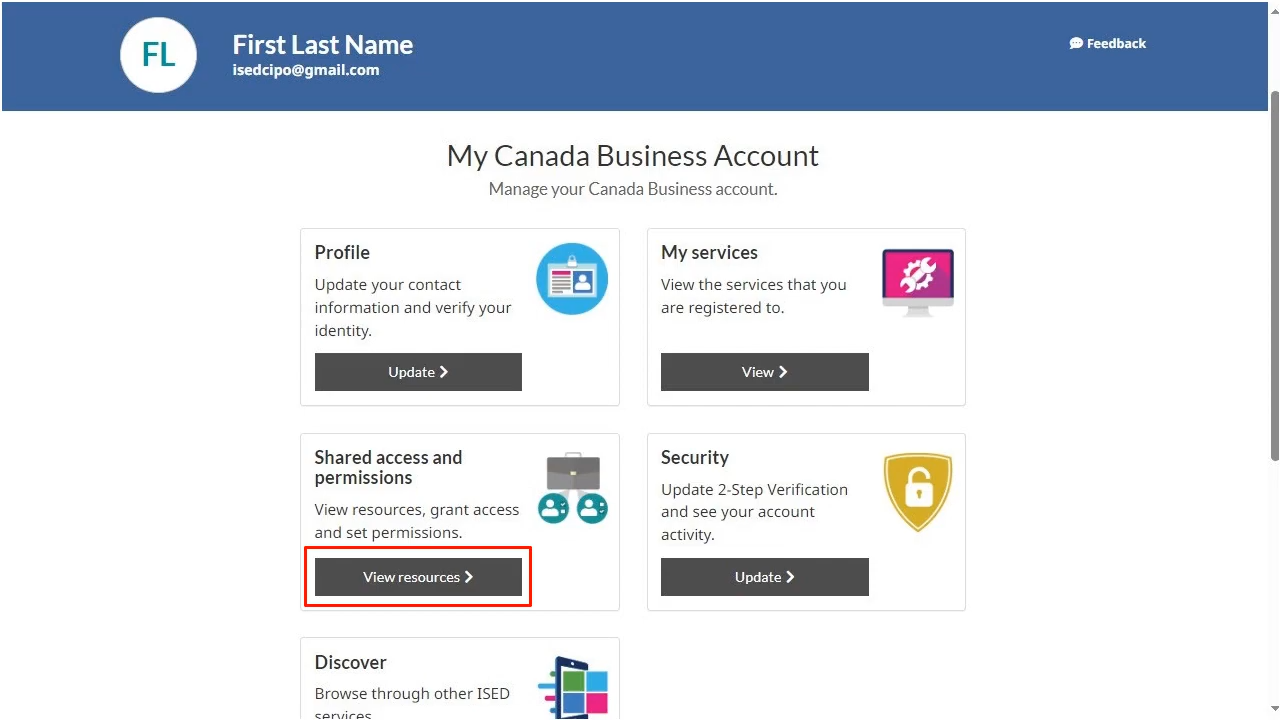 FL
First Last Name
isedcipo@gmail.com
Feedback
My Canada Business Account
Manage your Canada Business account.
Profile
Update your contact
information and verify your
identity.
Update
My services
View the services that you
are registered to.
View
Shared access and
permissions
View resources, grant access
and set permissions.
View resources
Security
Update 2-Step Verification
and see your account
activity.
Update
Discover
Browse through other ISED
services.